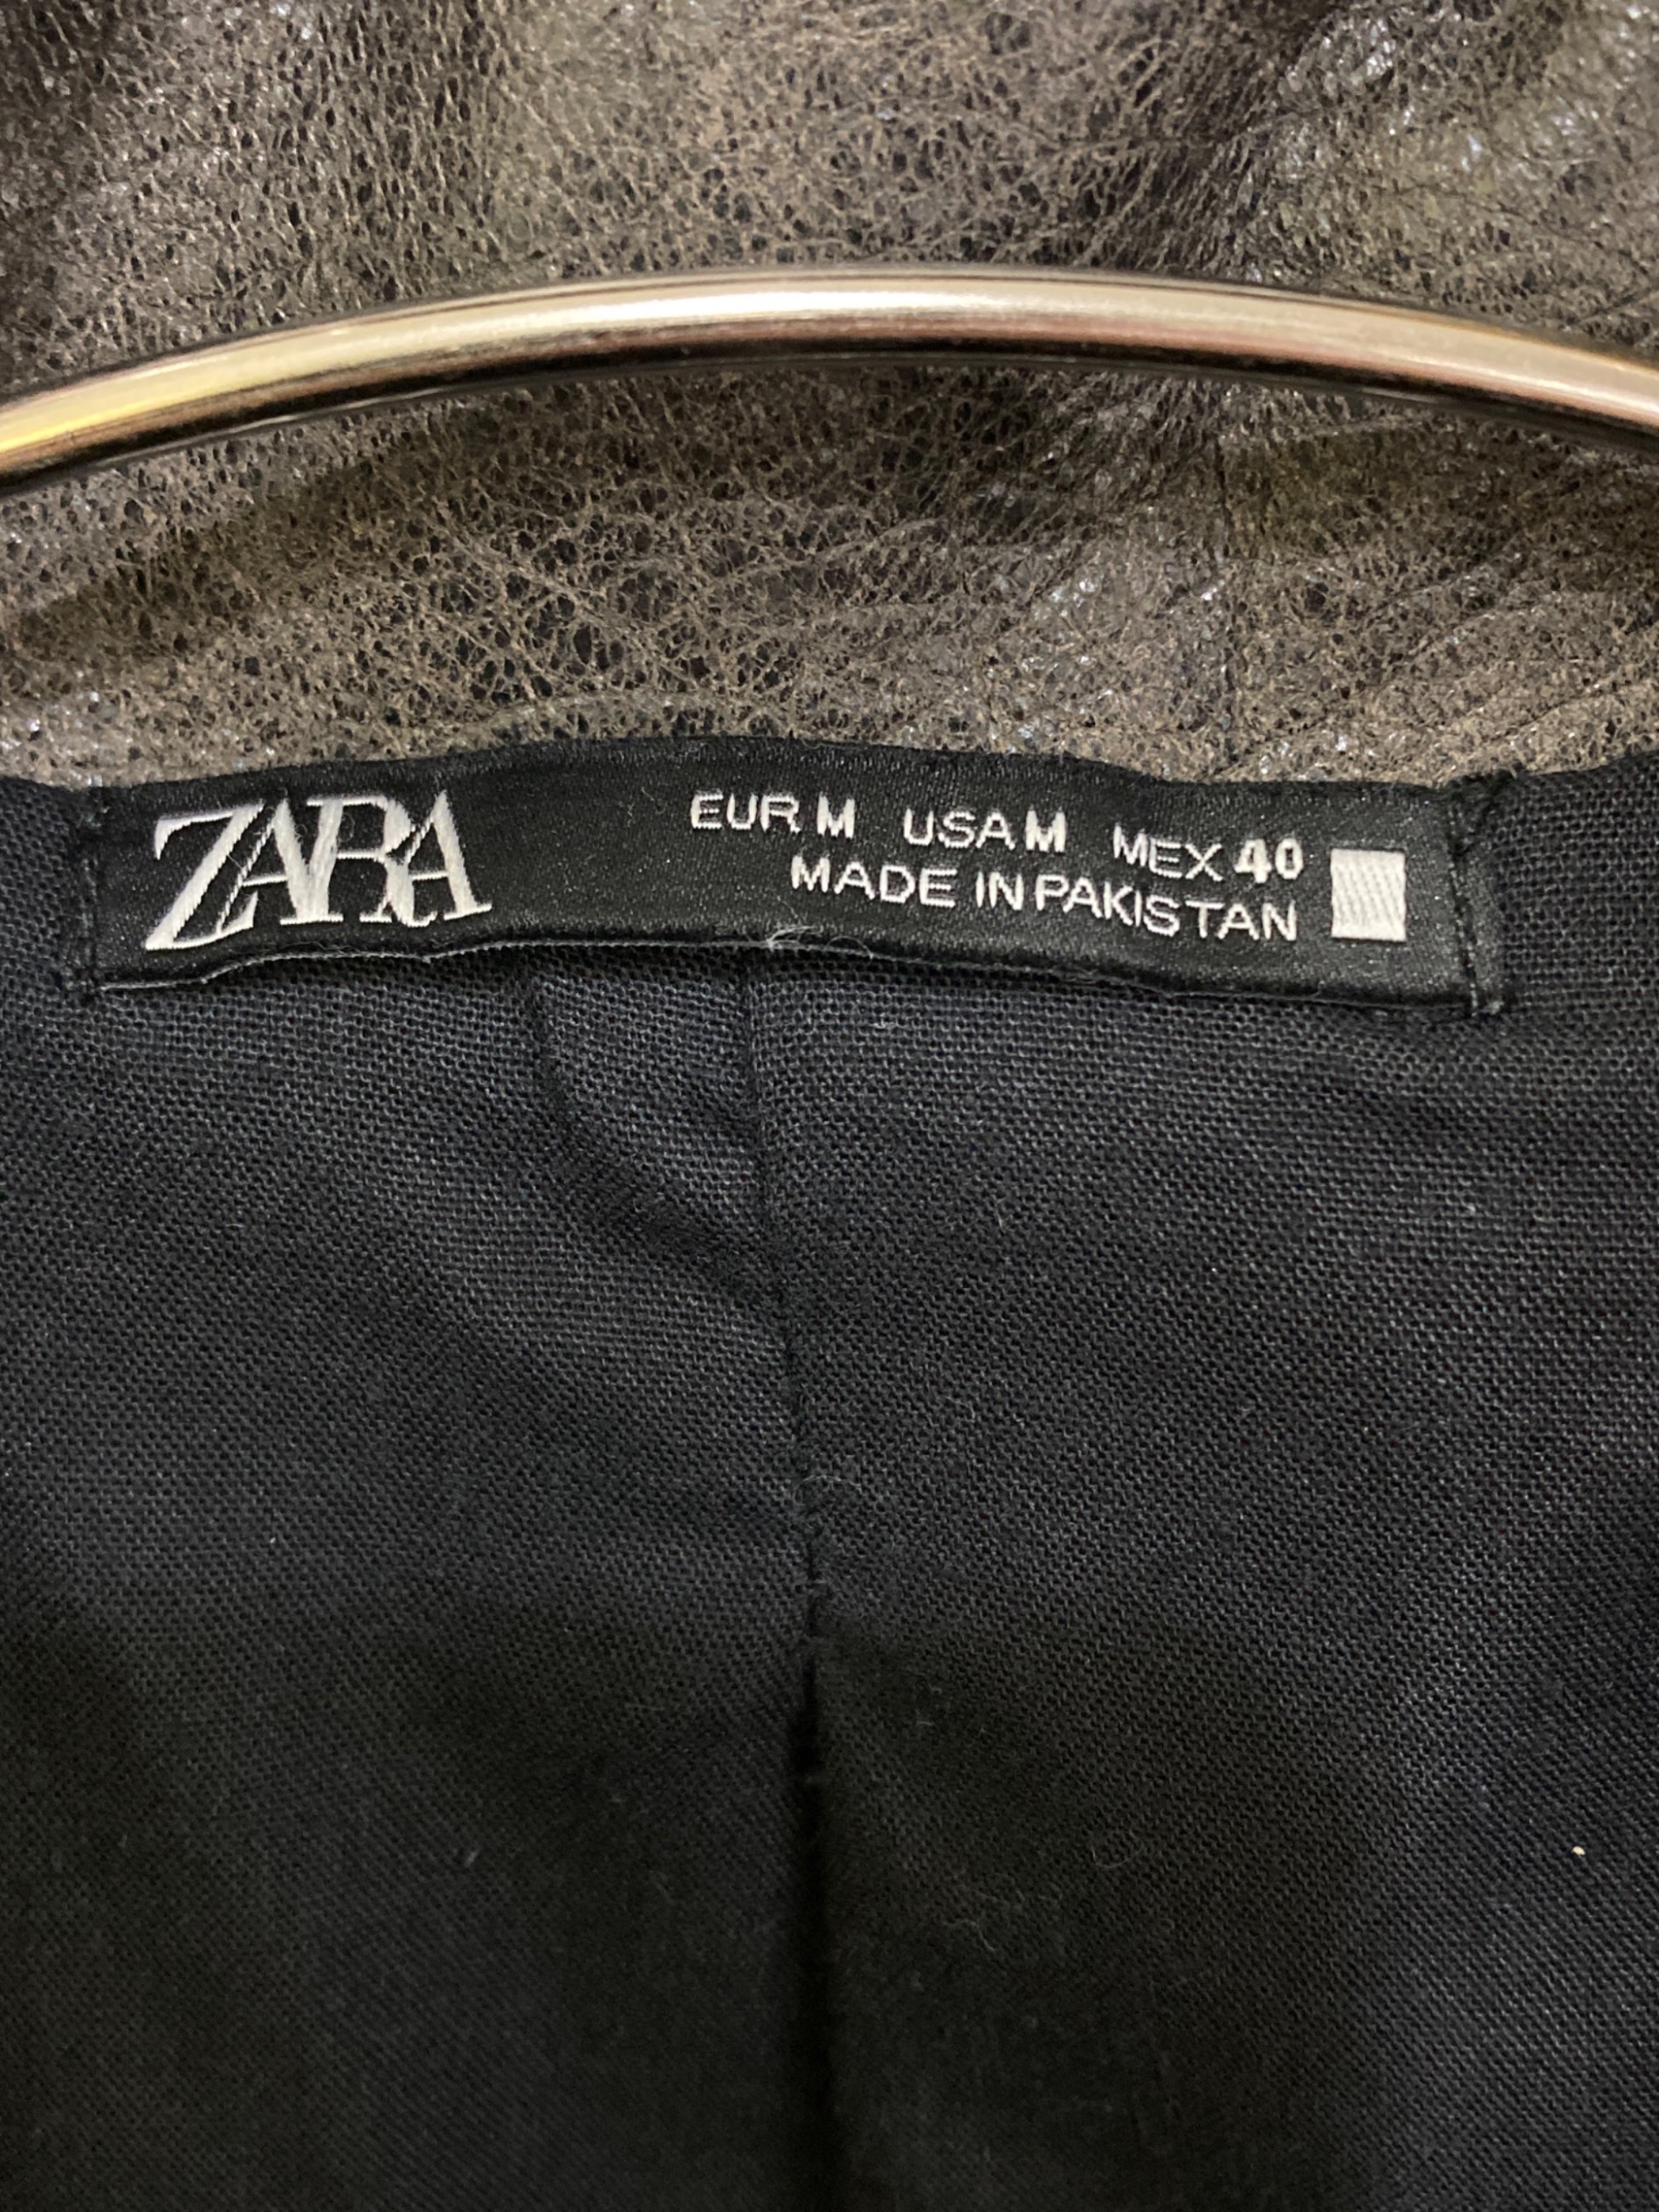 ZARA
EUR M USA M MEX 40
MADE IN PAKISTAN